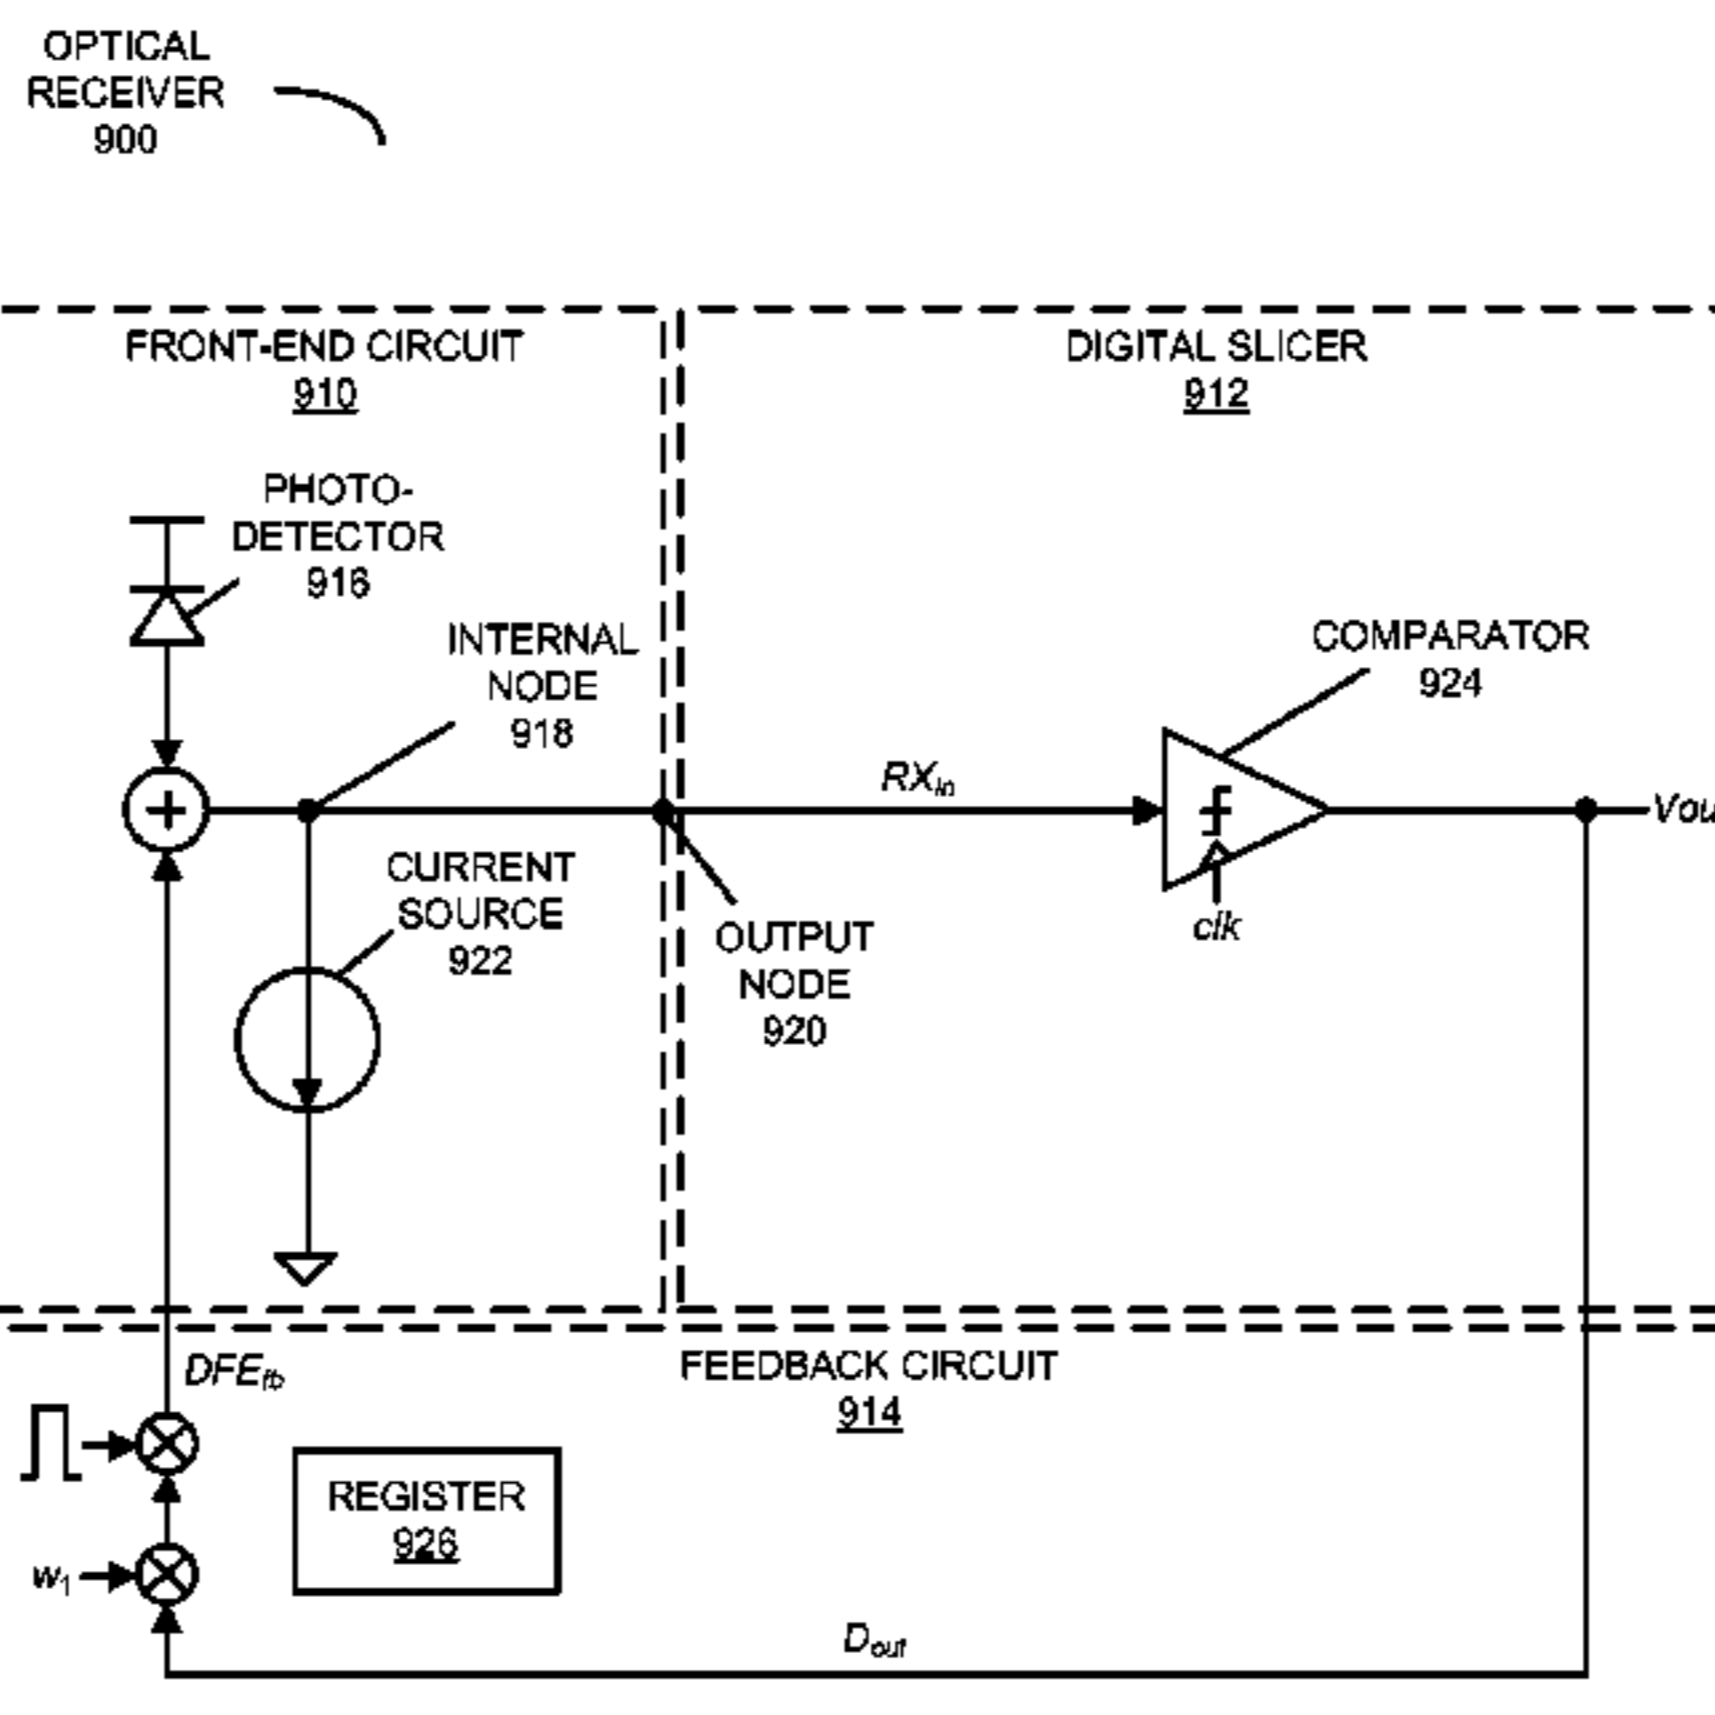 OPTICAL
RECEIVER
900
FRONT-END CIRCUIT
910
DIGITAL SLICER
912
PHOTO-
DETECTOR
916
INTERNAL
NODE
918
COMPARATOR
924
RXin
Vou
CURRENT
SOURCE
922
clk
OUTPUT
NODE
920
DFEfb
FEEDBACK CIRCUIT
914
REGISTER
926
w1
Dout